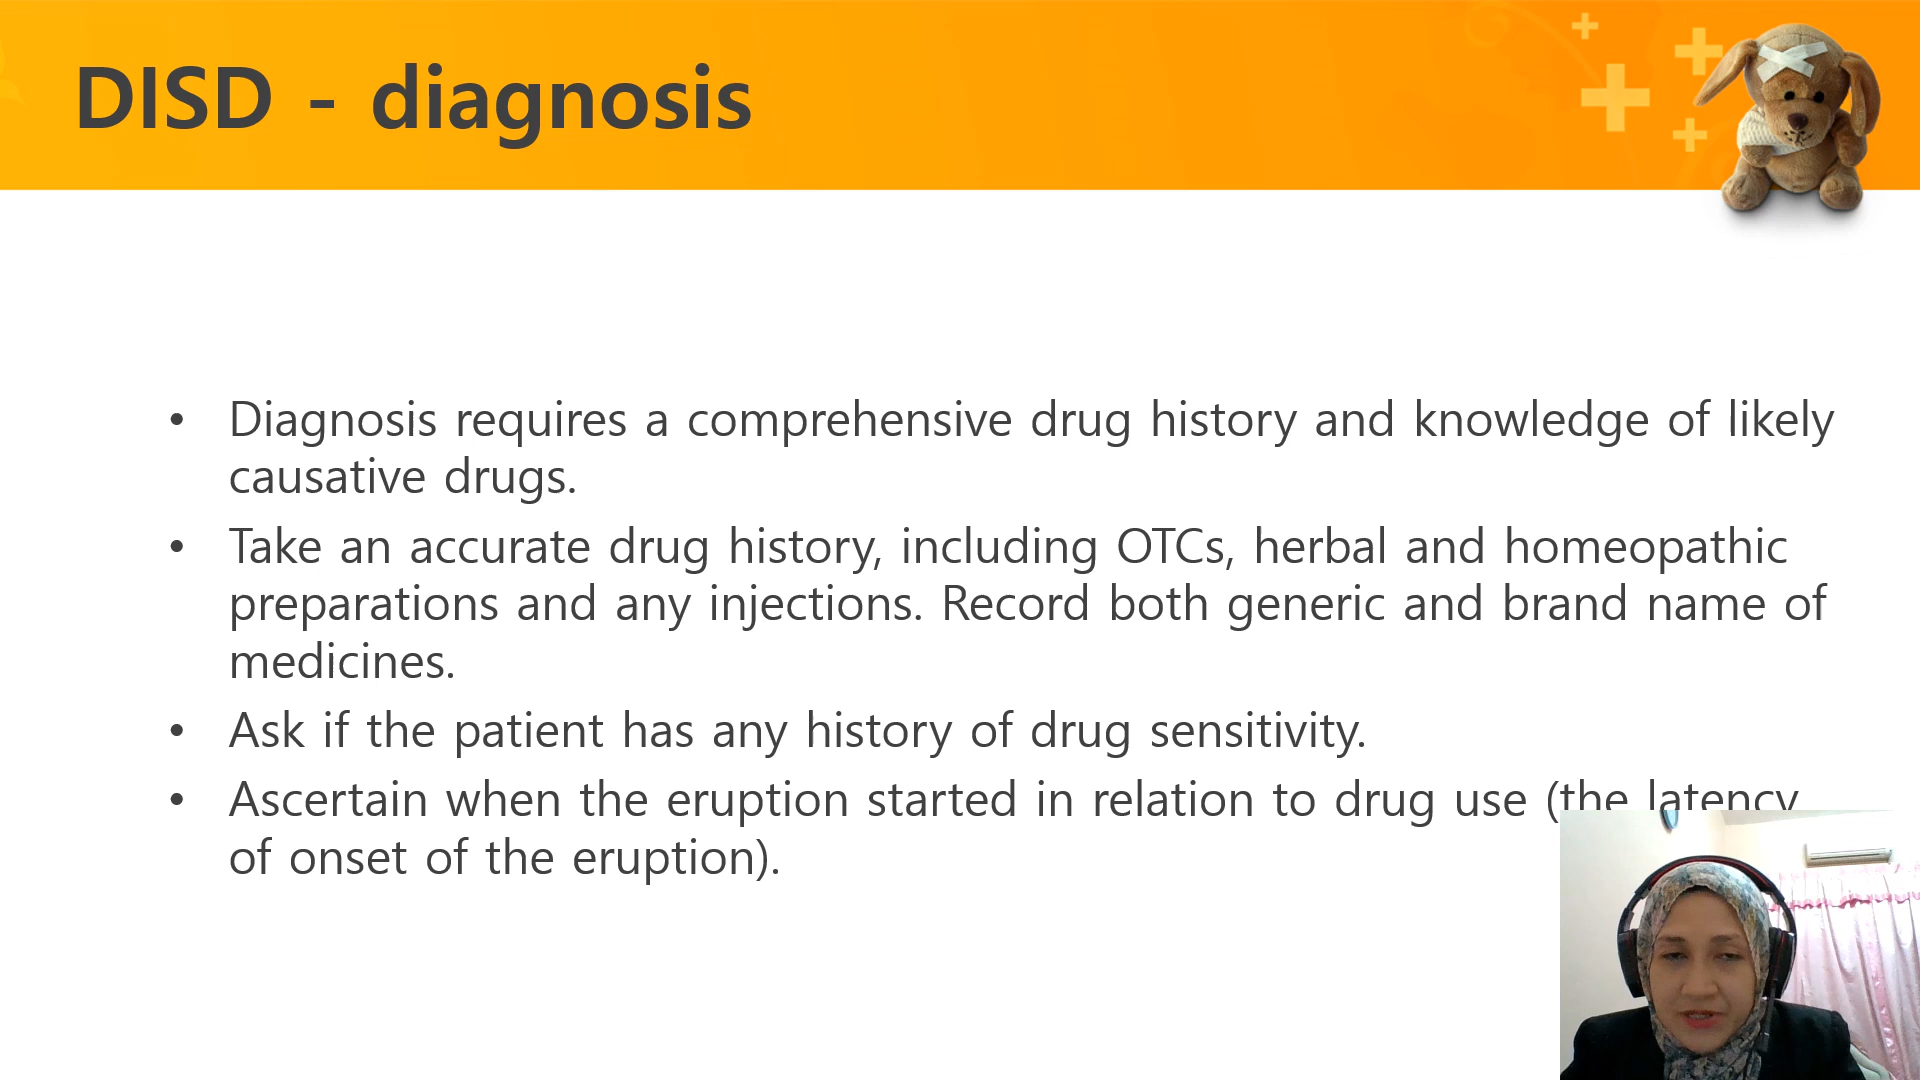 DISD - diagnosis
• Diagnosis requires a comprehensive drug history and knowledge of likely
causative drugs.
• Take an accurate drug history, including OTCs, herbal and homeopathic
preparations and any injections. Record both generic and brand name of
medicines.
• Ask if the patient has any history of drug sensitivity.
• Ascertain when the eruption started in relation to drug use (the latency
of onset of the eruption).